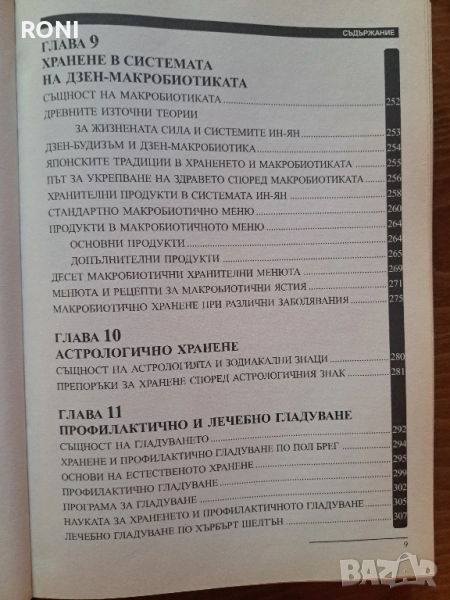 RONI
СЪДЪРЖАНИЕ
ГЛАВА 9
ХРАНЕНЕ В СИСТЕМАТА
НА ДЗЕН-МАКРОБИОТИКАТА
СЪЩНОСТ НА МАКРОБИОТИКАТА 252
ДРЕВНИТЕ ИЗТОЧНИ ТЕОРИИ
ЗА ЖИЗНЕНАТА СИЛА И СИСТЕМИТЕ ИН-ЯН 253
ДЗЕН-БУДИЗЪМ И ДЗЕН-МАКРОБИОТИКА 254
ЯПОНСКИТЕ ТРАДИЦИИ В ХРАНЕНЕТО И МАКРОБИОТИКАТА 255
ПЪТ ЗА УКРЕПВАНЕ НА ЗДРАВЕТО СПОРЕД МАКРОБИОТИКАТА 256
ХРАНИТЕЛНИ ПРОДУКТИ В СИСТЕМАТА ИН-ЯН 258
СТАНДАРТНО МАКРОБИОТИЧНО МЕНЮ 260
ПРОДУКТИ В МАКРОБИОТИЧНОТО МЕНЮ 264
ОСНОВНИ ПРОДУКТИ 264
ДОПЪЛНИТЕЛНИ ПРОДУКТИ 265
ДЕСЕТ МАКРОБИОТИЧНИ ХРАНИТЕЛНИ МЕНЮТА 269
МЕНЮТА И РЕЦЕПТИ ЗА МАКРОБИОТИЧНИ ЯСТИЯ 271
МАКРОБИОТИЧНО ХРАНЕНЕ ПРИ РАЗЛИЧНИ ЗАБОЛЯВАНИЯ 275
ГЛАВА 10
АСТРОЛОГИЧНО ХРАНЕНЕ
СЪЩНОСТ НА АСТРОЛОГИЯТА И ЗОДИАКАЛНИ ЗНАЦИ 280
ПРЕПОРЪКИ ЗА ХРАНЕНЕ СПОРЕД АСТРОЛОГИЧНИЯ ЗНАК 281
ГЛАВА 11
ПРОФИЛАКТИЧНО И ЛЕЧЕБНО ГЛАДУВАНЕ
СЪЩНОСТ НА ГЛАДУВАНЕТО 292
ХРАНЕНЕ И ПРОФИЛАКТИЧНО ГЛАДУВАНЕ ПО ПОЛ БРЕГ 294
ОСНОВИ НА ЕСТЕСТВЕНОТО ХРАНЕНЕ 295
ПРОФИЛАКТИЧНО ГЛАДУВАНЕ 299
ПРОГРАМА ЗА ГЛАДУВАНЕ 302
НАУКАТА ЗА ХРАНЕНЕТО И ПРОФИЛАКТИЧНОТО ГЛАДУВАНЕ 305
ЛЕЧЕБНО ГЛАДУВАНЕ ПО ХЪРБЪРТ ШЕЛТЪН 307
9
BAZAR